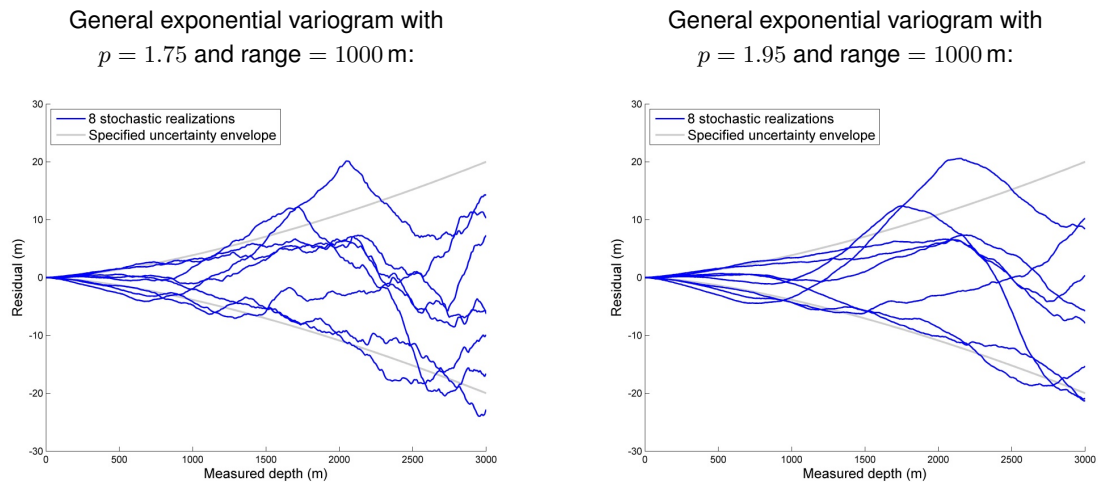 General exponential variogram with
p = 1.75 and range = 1000 m:
30
20
10
0
-10
-20
-30
Residual (m)
8 stochastic realizations
Specified uncertainty envelope
0 500 1000 1500 2000 2500 3000
Measured depth (m)
General exponential variogram with
p = 1.95 and range = 1000 m:
30
20
10
0
-10
-20
-30
Residual (m)
8 stochastic realizations
Specified uncertainty envelope
0 500 1000 1500 2000 2500 3000
Measured depth (m)